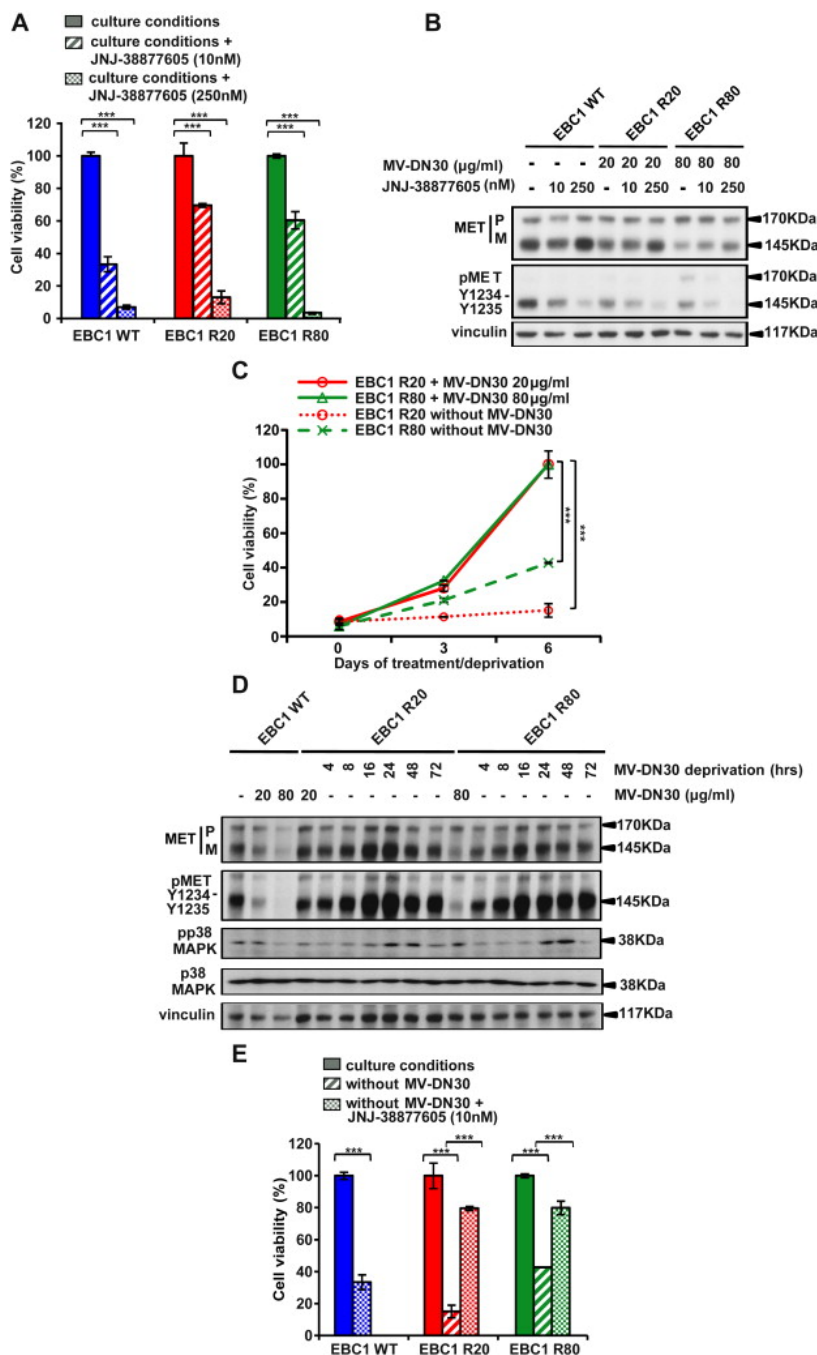 A
culture conditions
culture conditions +
JNJ-38877605 (10nM)
culture conditions +
JNJ-38877605 (250nM)
*** *** ***
*** *** ***
Cell viability (%)
120
100
80
60
40
20
0
EBC1 WT EBC1 R20 EBC1 R80
B
EBC1 WT EBC1 R20 EBC1 R80
MV-DN30 (µg/ml) - - - 20 20 20 80 80 80
JNJ-38877605 (nM) - 10 250 - 10 250 - 10 250
MET P 170KDa
M 145KDa
pMET 170KDa
Y1234-
Y1235 145KDa
vinculin 117KDa
C
EBC1 R20 + MV-DN30 20µg/ml
EBC1 R80 + MV-DN30 80µg/ml
EBC1 R20 without MV-DN30
EBC1 R80 without MV-DN30
Cell viability (%)
120
100
80
60
40
20
0
*** ***
0 3 6
Days of treatment/deprivation
D
EBC1 WT EBC1 R20 EBC1 R80
4 8 16 24 48 72 4 8 16 24 48 72 MV-DN30 deprivation (hrs)
- 20 80 20 - - - - - - 80 - - - - - - MV-DN30 (µg/ml)
MET P 170KDa
M 145KDa
pMET
Y1234-
Y1235 145KDa
pp38
MAPK 38KDa
p38
MAPK 38KDa
vinculin 117KDa
E
culture conditions
without MV-DN30
without MV-DN30 +
JNJ-38877605 (10nM)
*** *** *** *** ***
Cell viability (%)
120
100
80
60
40
20
0
EBC1 WT EBC1 R20 EBC1 R80